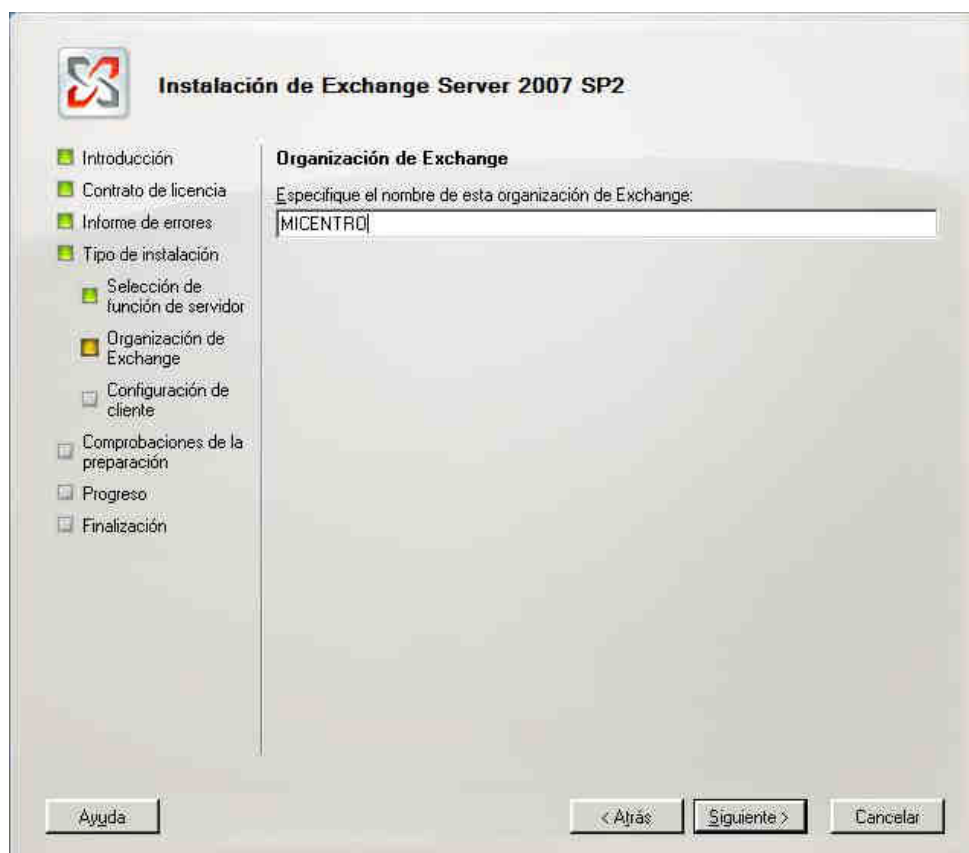 Instalación de Exchange Server 2007 SP2
Introducción
Contrato de licencia
Informe de errores
Tipo de instalación
Selección de
función de servidor
Organización de
Exchange
Configuración de
cliente
Comprobaciones de la
preparación
Progreso
Finalización
Organización de Exchange
Especifique el nombre de esta organización de Exchange:
MICENTRO
Ayuda
< Atrás
Siguiente >
Cancelar